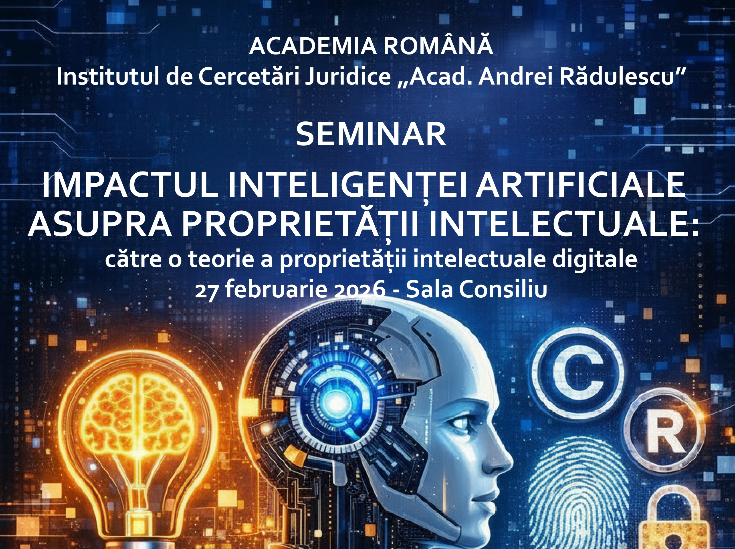 ACADEMIA ROMÂNĂ
Institutul de Cercetări Juridice „Acad. Andrei Rădulescu”
SEMINAR
IMPACTUL INTELIGENȚEI ARTIFICIALE
ASUPRA PROPRIETĂȚII INTELECTUALE:
către o teorie a proprietății intelectuale digitale
27 februarie 2026 - Sala Consiliu
©
®